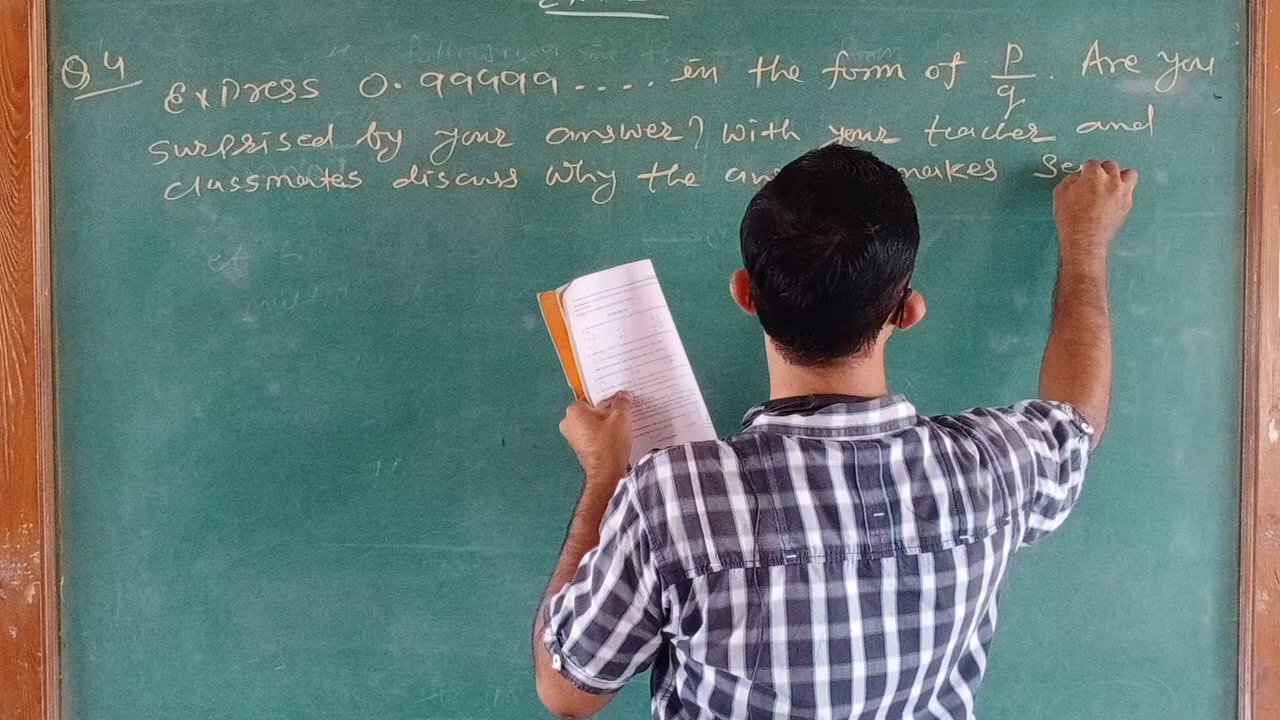 Q 4
Express 0.99999.... in the form of p/q. Are you
surprised by your answer? With your teacher and
classmates discuss why the makes